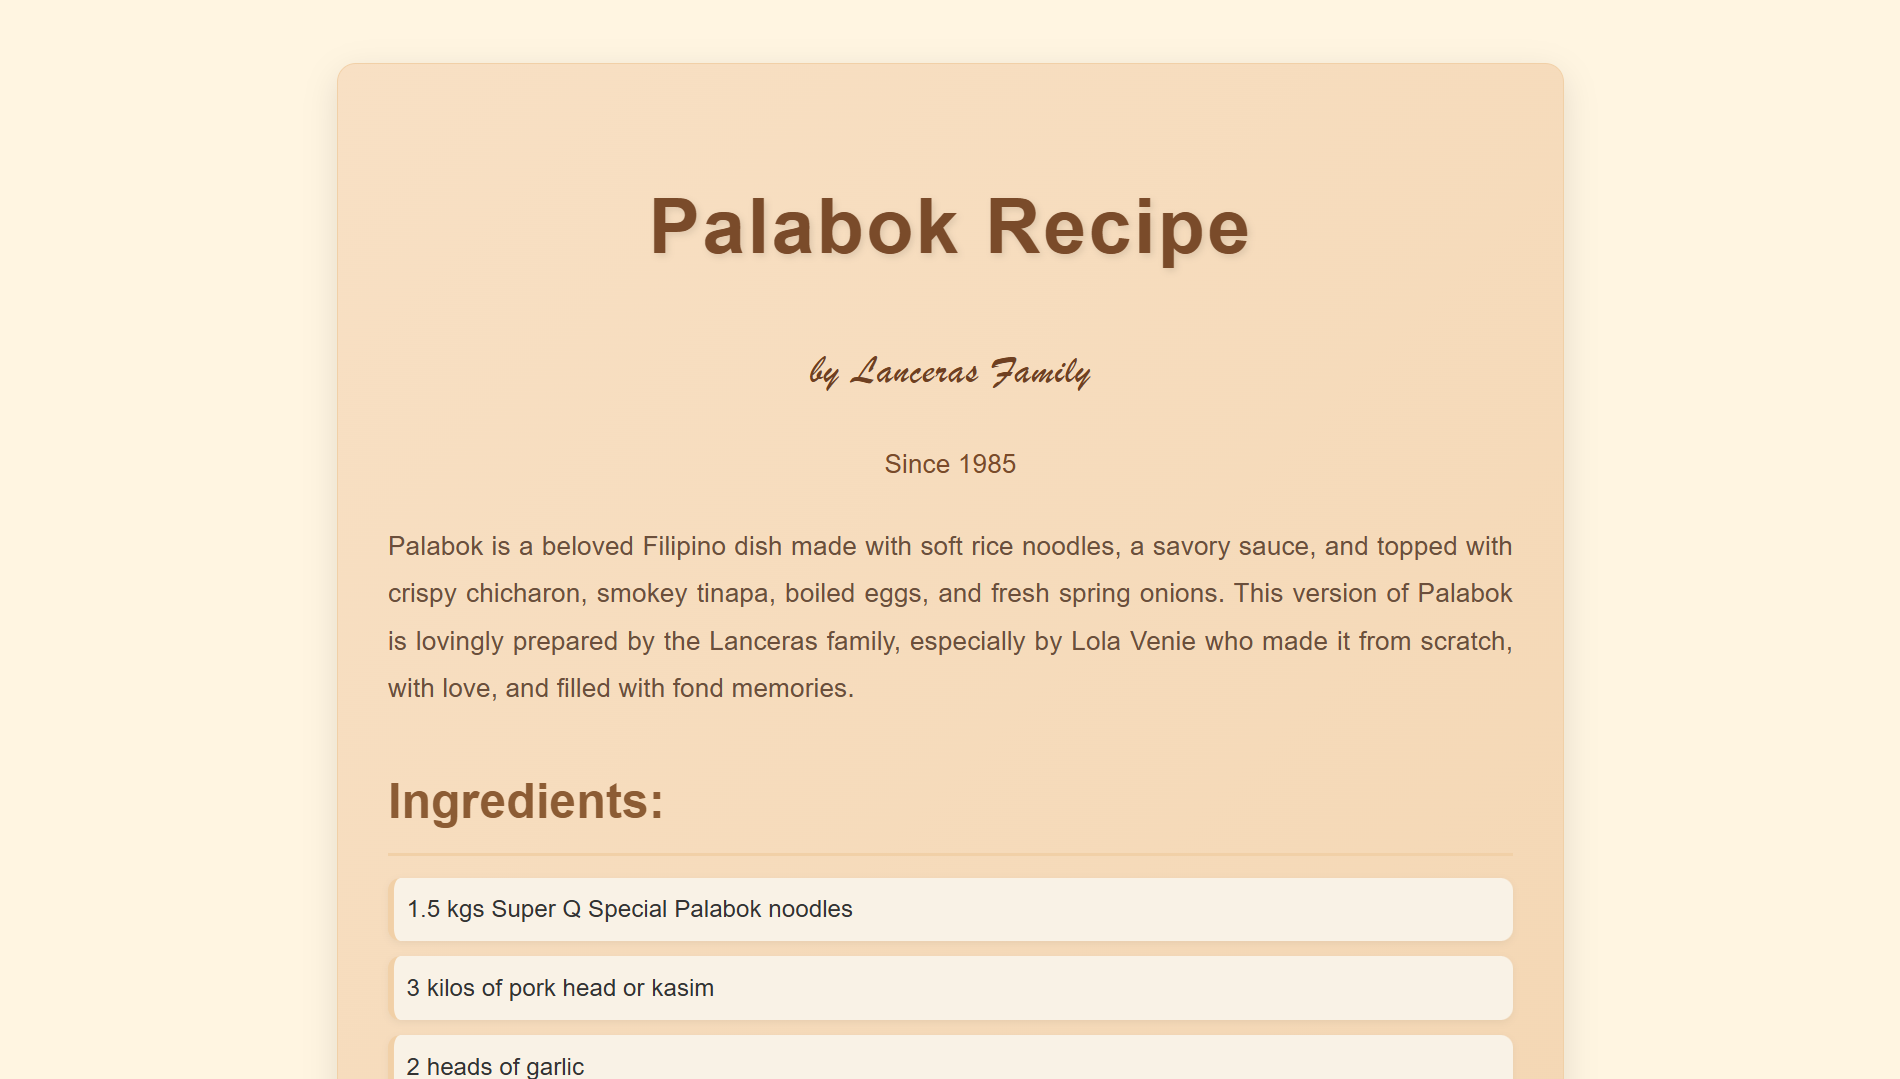 Palabok Recipe
by Lanceras Family
Since 1985
Palabok is a beloved Filipino dish made with soft rice noodles, a savory sauce, and topped with
crispy chicharon, smokey tinapa, boiled eggs, and fresh spring onions. This version of Palabok
is lovingly prepared by the Lanceras family, especially by Lola Venie who made it from scratch,
with love, and filled with fond memories.
Ingredients:
1.5 kgs Super Q Special Palabok noodles
3 kilos of pork head or kasim
2 heads of garlic